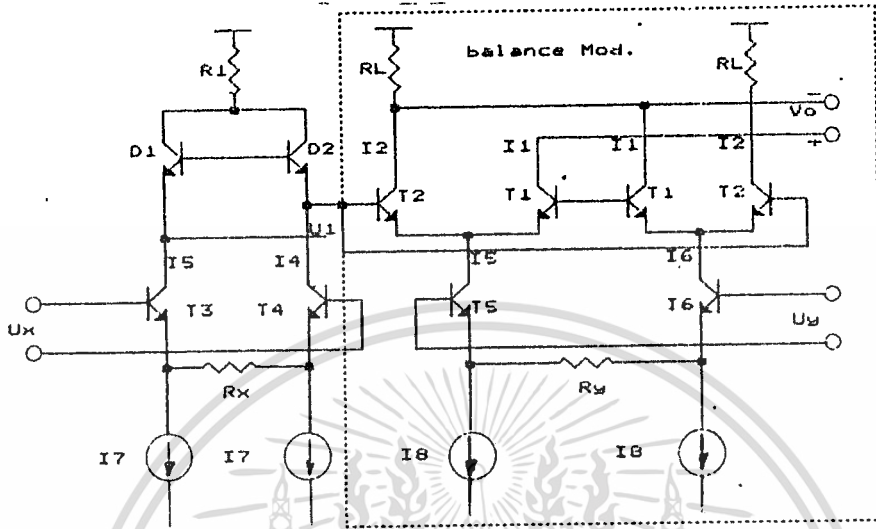 balance Mod.
R1
RL
RL
Vo
-
+
D1
D2
I2
I1
I1
I2
T2
T1
T1
T2
U1
I5
I4
I5
I6
Ux
T3
T4
T5
I6
Uy
Rx
Ry
I7
I7
I8
I8